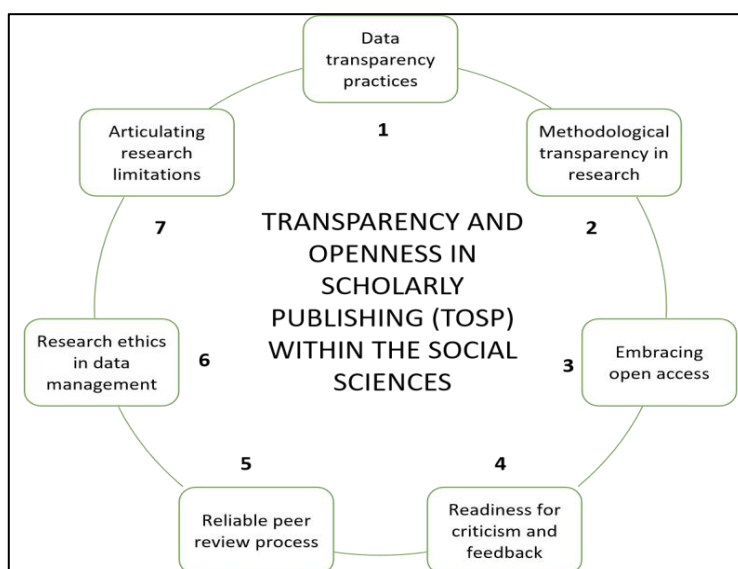 Data
transparency
practices
1
Methodological
transparency in
research
2
Embracing
open access
3
Readiness for
criticism and
feedback
4
Reliable peer
review process
5
Research ethics
in data
management
6
Articulating
research
limitations
7
TRANSPARENCY AND
OPENNESS IN
SCHOLARLY
PUBLISHING (TOSP)
WITHIN THE SOCIAL
SCIENCES